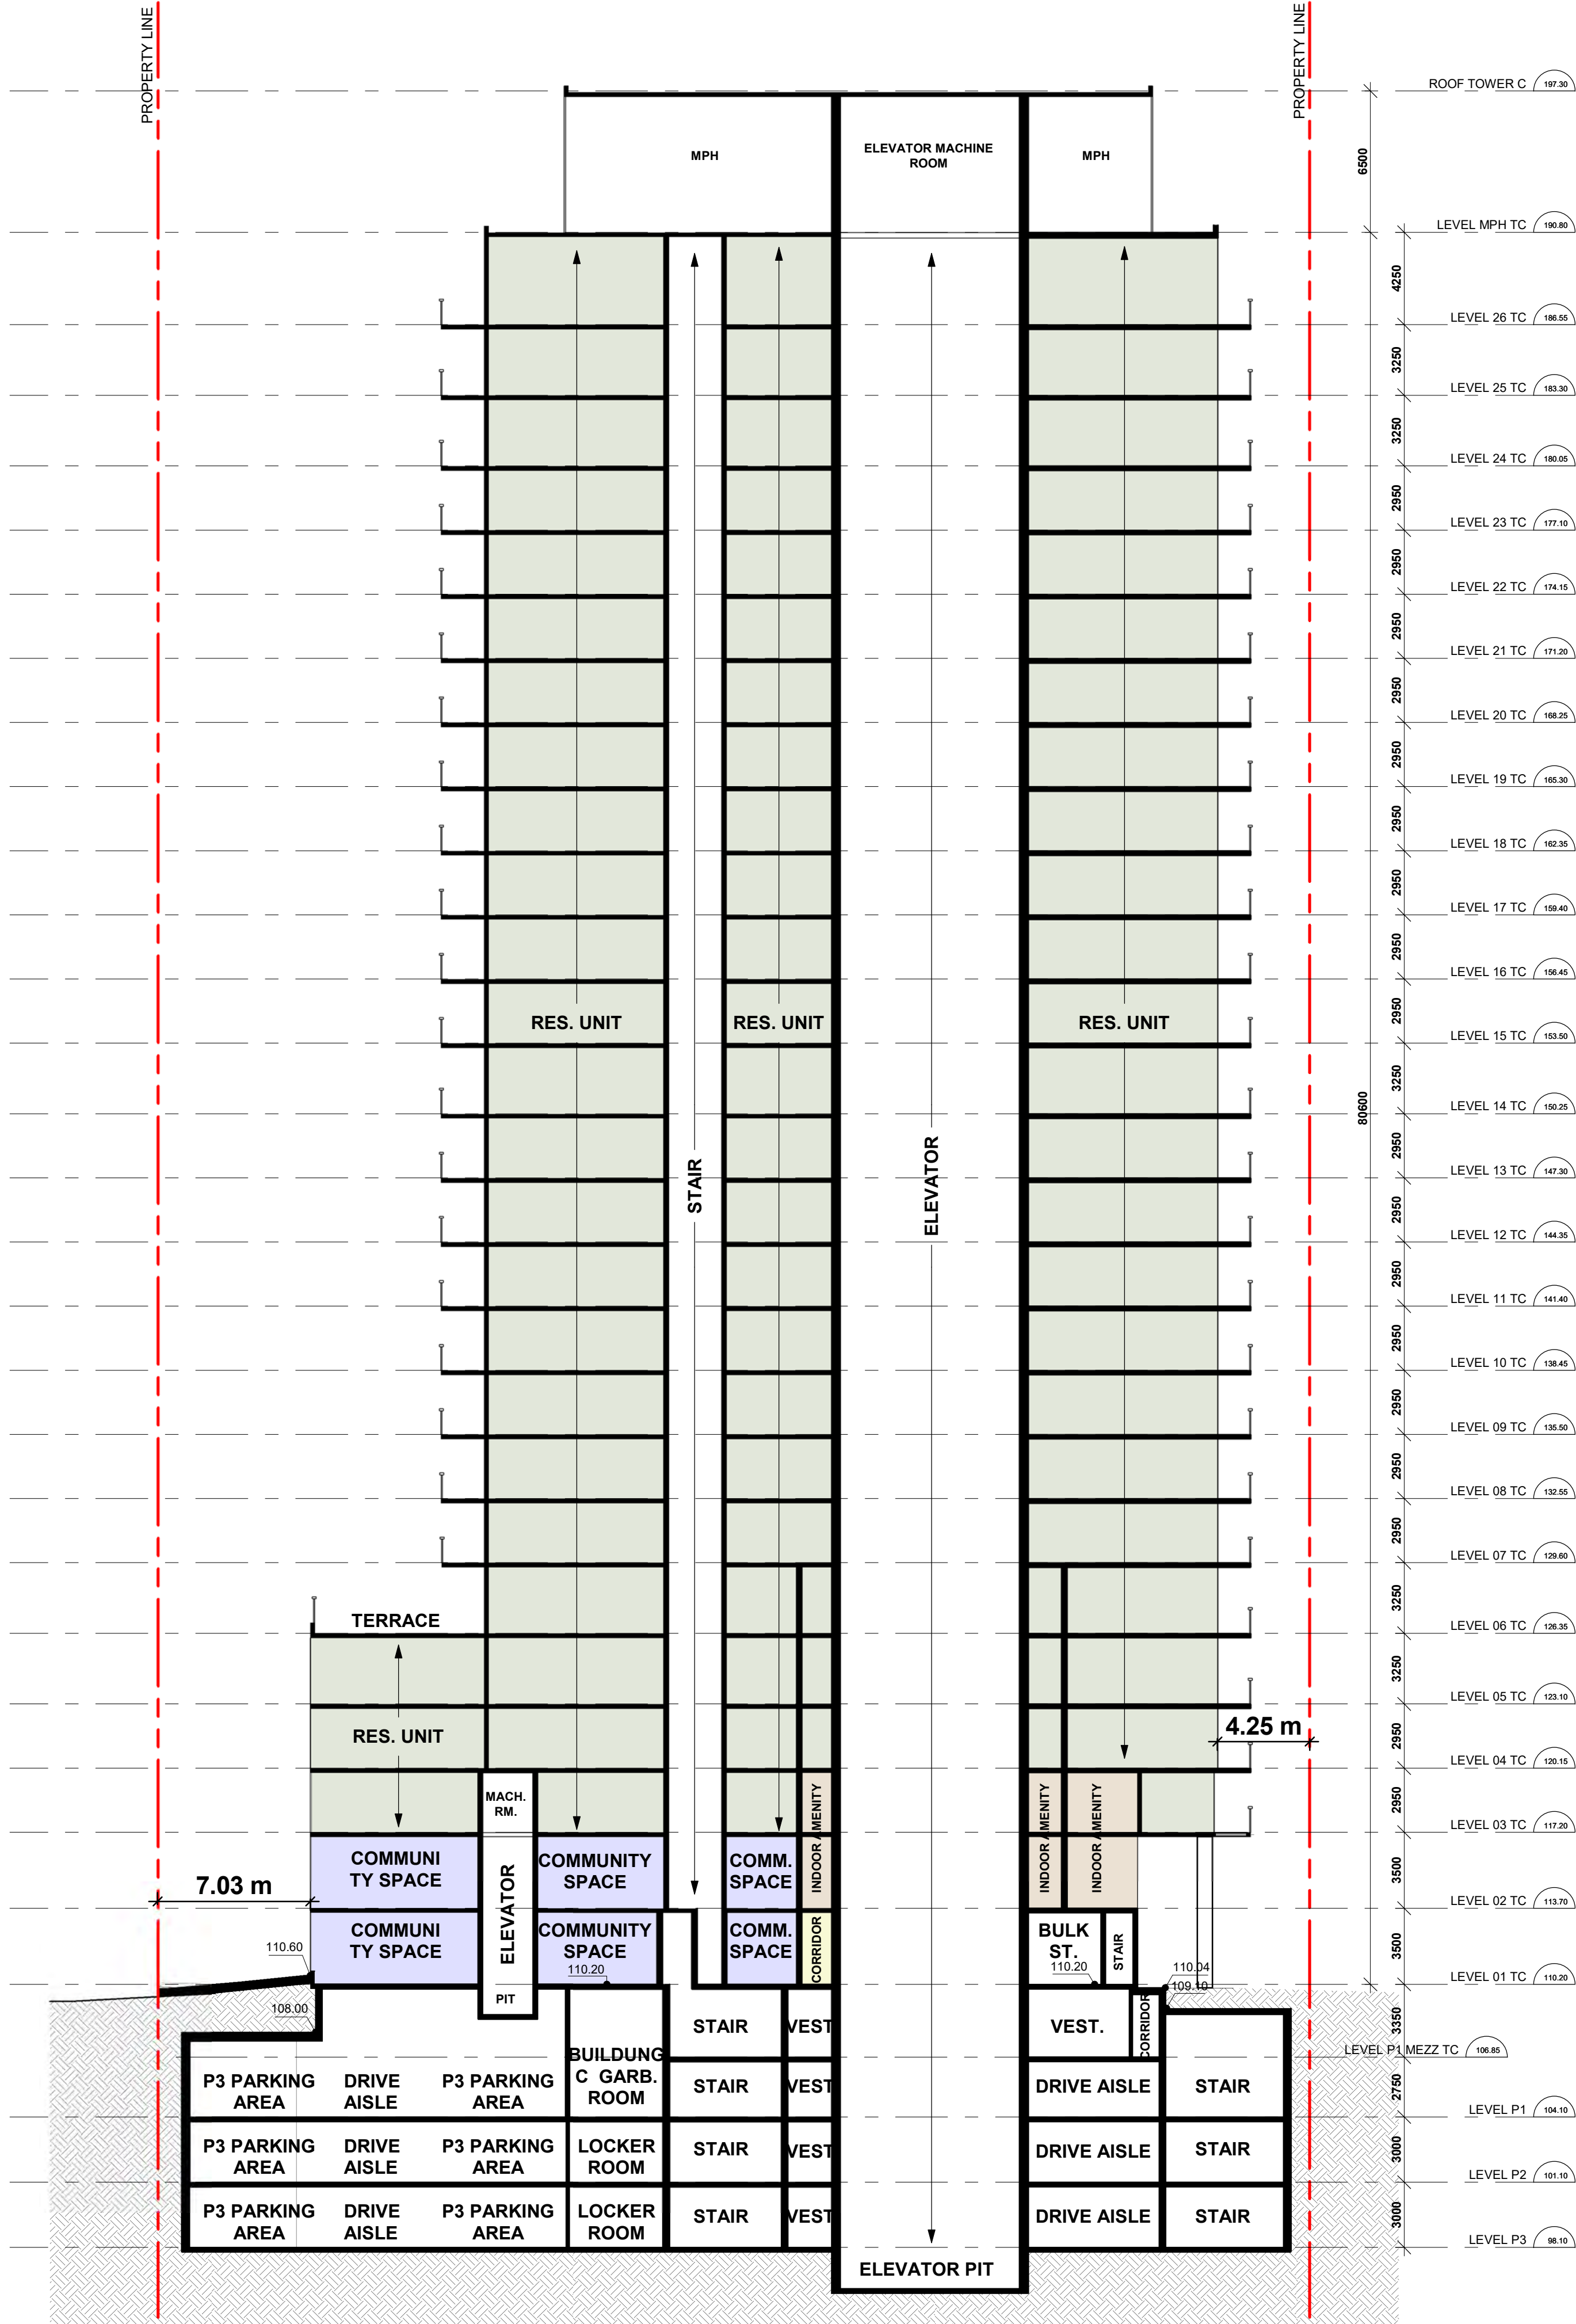 PROPERTY LINE
PROPERTY LINE
ROOF TOWER C 197.30
MPH
ELEVATOR MACHINE
ROOM
MPH
6500
LEVEL MPH TC 190.80
4250
LEVEL 26 TC 186.55
3250
LEVEL 25 TC 183.30
3250
LEVEL 24 TC 180.05
2950
LEVEL 23 TC 177.10
2950
LEVEL 22 TC 174.15
2950
LEVEL 21 TC 171.20
2950
LEVEL 20 TC 168.25
2950
LEVEL 19 TC 165.30
2950
LEVEL 18 TC 162.35
2950
LEVEL 17 TC 159.40
2950
LEVEL 16 TC 156.45
RES. UNIT
RES. UNIT
RES. UNIT
2950
LEVEL 15 TC 153.50
3250
80600
LEVEL 14 TC 150.25
2950
STAIR
ELEVATOR
LEVEL 13 TC 147.30
2950
LEVEL 12 TC 144.35
2950
LEVEL 11 TC 141.40
2950
LEVEL 10 TC 138.45
2950
LEVEL 09 TC 135.50
2950
LEVEL 08 TC 132.55
2950
LEVEL 07 TC 129.60
3250
TERRACE
LEVEL 06 TC 126.35
3250
LEVEL 05 TC 123.10
RES. UNIT
4.25 m
2950
LEVEL 04 TC 120.15
MACH.
RM.
INDOOR AMENITY
INDOOR AMENITY
INDOOR AMENITY
2950
LEVEL 03 TC 117.20
COMMUNI
TY SPACE
COMMUNITY
SPACE
COMM.
SPACE
7.03 m
ELEVATOR
3500
LEVEL 02 TC 113.70
COMMUNI
TY SPACE
COMMUNITY
SPACE
COMM.
SPACE
CORRIDOR
BULK
ST.
STAIR
3500
110.60
110.20
110.20
110.04
LEVEL 01 TC 110.20
109.10
PIT
108.00
STAIR
VEST
VEST.
CORRIDOR
3350
LEVEL P1 MEZZ TC 106.85
BUILDUNG
C GARB.
ROOM
P3 PARKING
AREA
DRIVE
AISLE
P3 PARKING
AREA
STAIR
VEST
DRIVE AISLE
STAIR
2750
LEVEL P1 104.10
P3 PARKING
AREA
DRIVE
AISLE
P3 PARKING
AREA
LOCKER
ROOM
STAIR
VEST
DRIVE AISLE
STAIR
3000
LEVEL P2 101.10
P3 PARKING
AREA
DRIVE
AISLE
P3 PARKING
AREA
LOCKER
ROOM
STAIR
VEST
DRIVE AISLE
STAIR
3000
LEVEL P3 98.10
ELEVATOR PIT